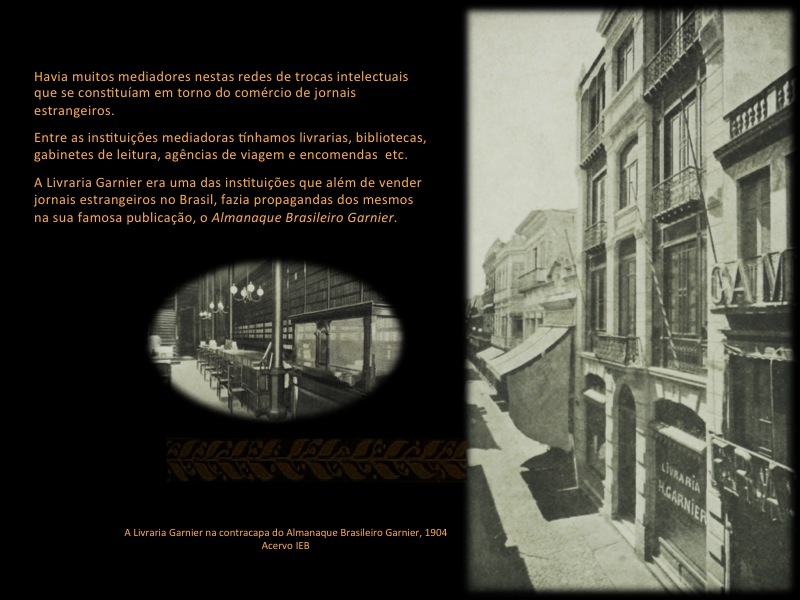 Havia muitos mediadores nestas redes de trocas intelectuais
que se constituíam em torno do comércio de jornais
estrangeiros.
Entre as instituições mediadoras tínhamos livrarias, bibliotecas,
gabinetes de leitura, agências de viagem e encomendas etc.
A Livraria Garnier era uma das instituições que além de vender
jornais estrangeiros no Brasil, fazia propagandas dos mesmos
na sua famosa publicação, o Almanaque Brasileiro Garnier.
LIVRARIA
H. GARNIER
A Livraria Garnier na contracapa do Almanaque Brasileiro Garnier, 1904
Acervo IEB